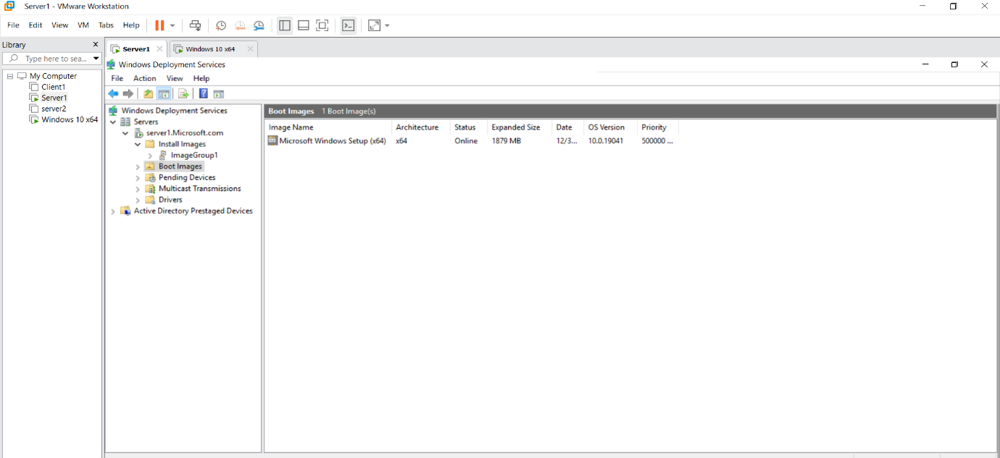 Server1 - VMware Workstation
File Edit View VM Tabs Help
Library
Type here to sea...
My Computer
Client1
Server1
server2
Windows 10 x64
Server1 Windows 10 x64
Windows Deployment Services
File Action View Help
Windows Deployment Services
Servers
server1.Microsoft.com
Install Images
ImageGroup1
Boot Images
Pending Devices
Multicast Transmissions
Drivers
Active Directory Prestaged Devices
Boot Images 1 Boot Image(s)
Image Name Architecture Status Expanded Size Date OS Version Priority
Microsoft Windows Setup (x64) x64 Online 1879 MB 12/3... 10.0.19041 500000 ...